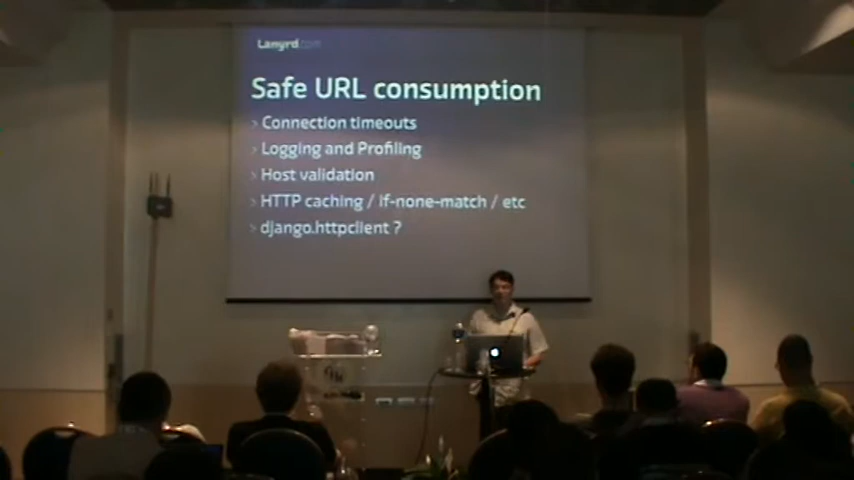 Lanyrd.com
Safe URL consumption
› Connection timeouts
› Logging and Profiling
› Host validation
› HTTP caching / if-none-match / etc
› django.httpclient ?